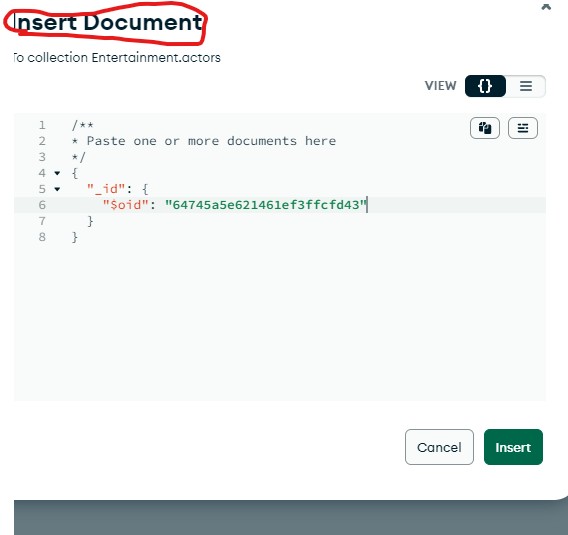 Insert Document
To collection Entertainment.actors
VIEW {}
1 /**
2 * Paste one or more documents here
3 */
4 {
5 "_id": {
6 "$oid": "64745a5e621461ef3ffcfd43"
7 }
8 }
Cancel Insert